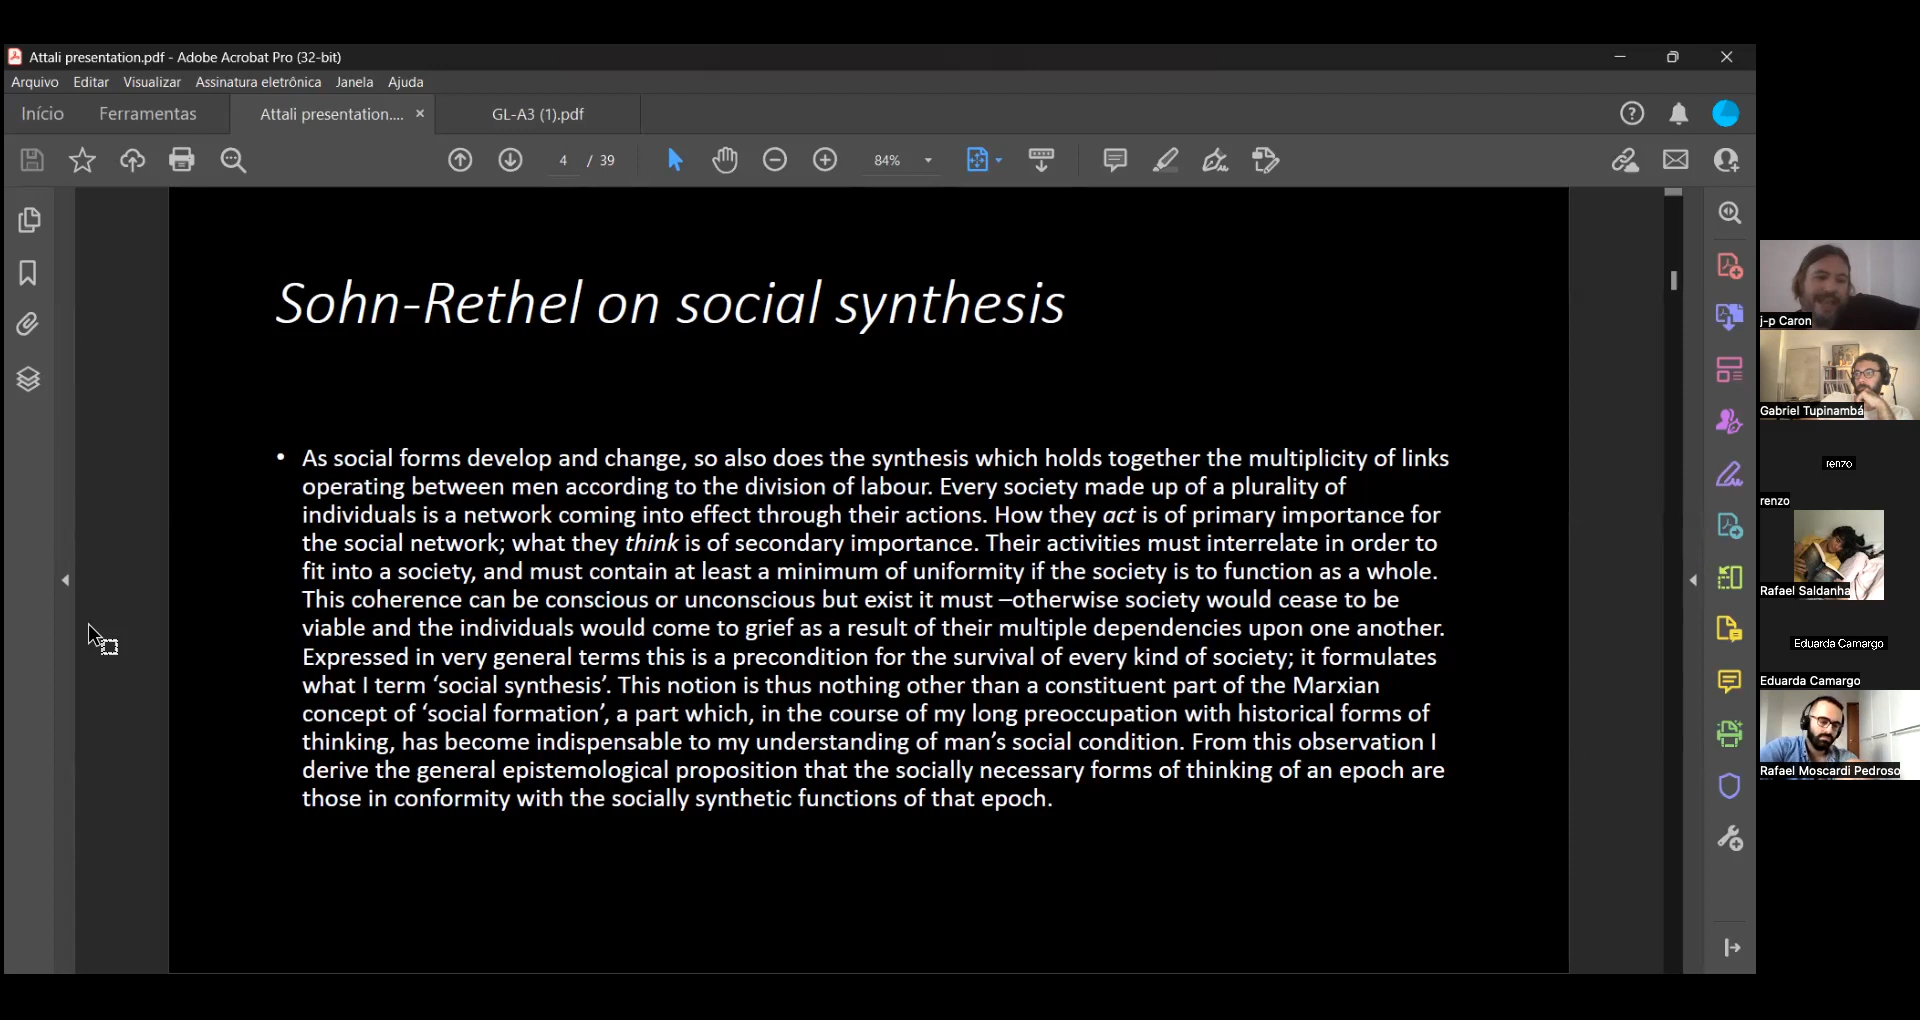 Attali presentation.pdf - Adobe Acrobat Pro (32-bit)
Arquivo Editar Visualizar Assinatura eletrônica Janela Ajuda
Início Ferramentas Attali presentation.... × GL-A3 (1).pdf
4 / 39 84%
Sohn-Rethel on social synthesis
• As social forms develop and change, so also does the synthesis which holds together the multiplicity of links
operating between men according to the division of labour. Every society made up of a plurality of
individuals is a network coming into effect through their actions. How they act is of primary importance for
the social network; what they think is of secondary importance. Their activities must interrelate in order to
fit into a society, and must contain at least a minimum of uniformity if the society is to function as a whole.
This coherence can be conscious or unconscious but exist it must –otherwise society would cease to be
viable and the individuals would come to grief as a result of their multiple dependencies upon one another.
Expressed in very general terms this is a precondition for the survival of every kind of society; it formulates
what I term ‘social synthesis’. This notion is thus nothing other than a constituent part of the Marxian
concept of ‘social formation’, a part which, in the course of my long preoccupation with historical forms of
thinking, has become indispensable to my understanding of man’s social condition. From this observation I
derive the general epistemological proposition that the socially necessary forms of thinking of an epoch are
those in conformity with the socially synthetic functions of that epoch.
j-p Caron
Gabriel Tupinambá
renzo
renzo
Rafael Saldanha
Eduarda Camargo
Eduarda Camargo
Rafael Moscardi Pedroso